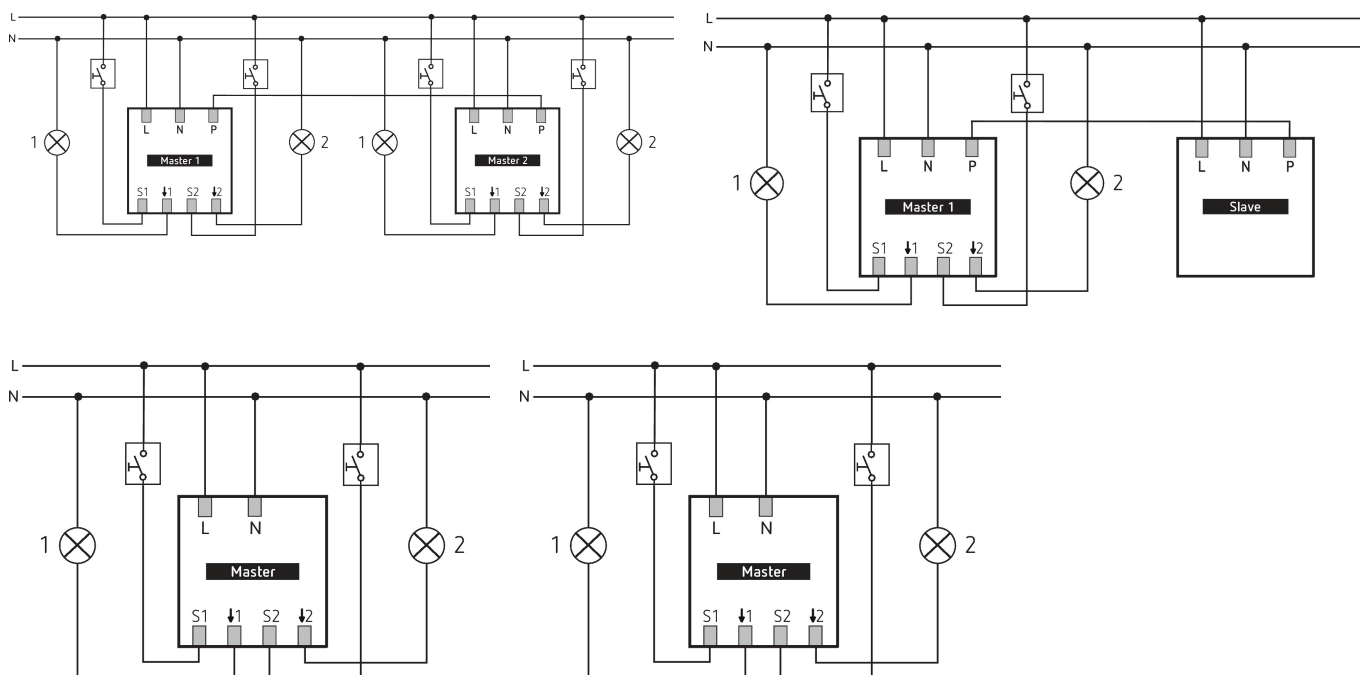 L
N
L N P
1
Master 1
2
S1 ↓1 S2 ↓2
L N P
1
Master 2
2
S1 ↓1 S2 ↓2
L
N
L N P
1
Master 1
2
S1 ↓1 S2 ↓2
L N P
Slave
L
N
L N
1
2
Master
S1 ↓1 S2 ↓2
L
N
L N
1
2
Master
S1 ↓1 S2 ↓2